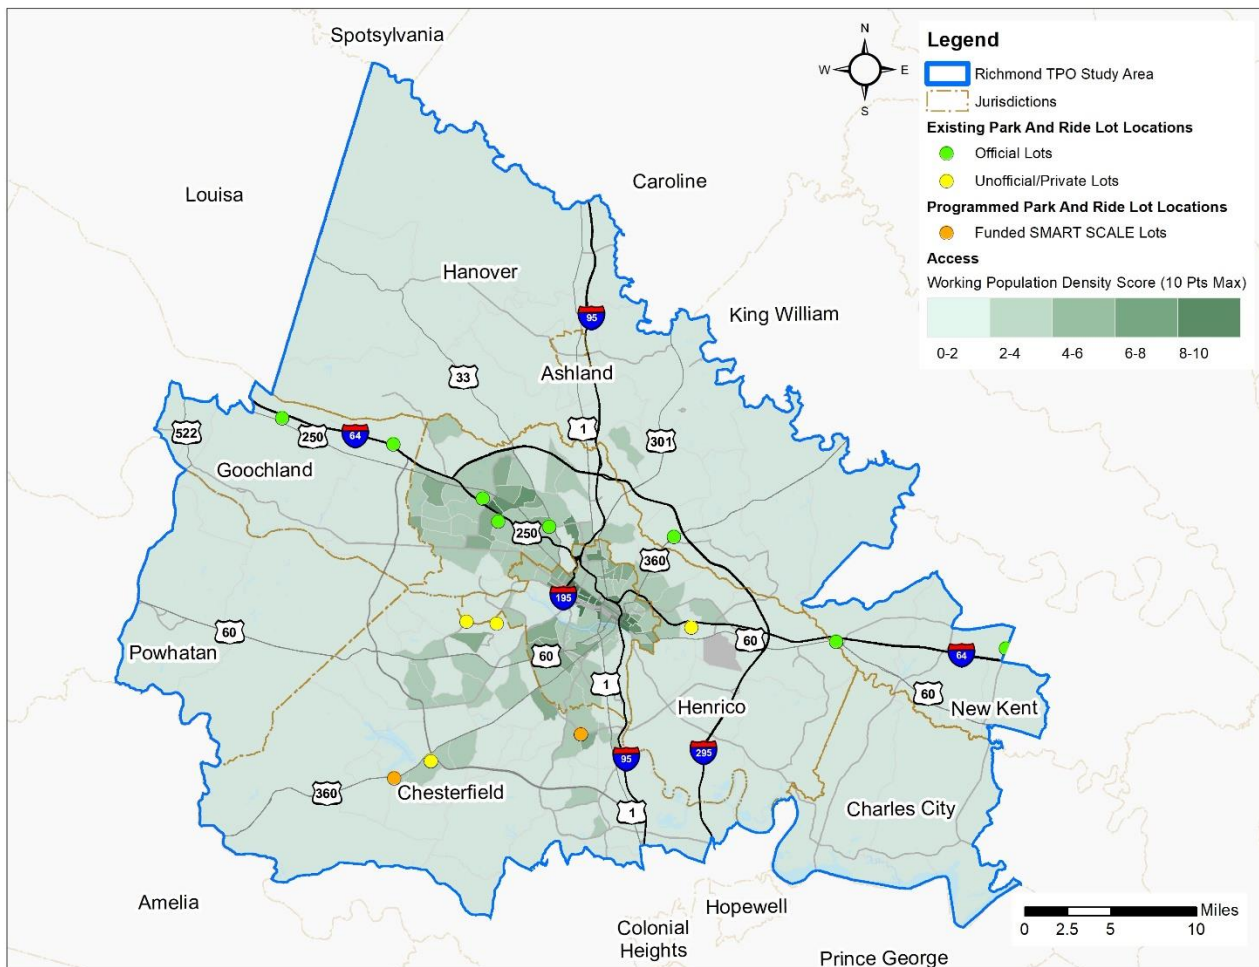 Spotsylvania
N
W
E
S
Legend
Richmond TPO Study Area
Jurisdictions
Existing Park And Ride Lot Locations
Official Lots
Unofficial/Private Lots
Programmed Park And Ride Lot Locations
Funded SMART SCALE Lots
Access
Working Population Density Score (10 Pts Max)
0-2 2-4 4-6 6-8 8-10
Louisa
Caroline
Hanover
King William
95
Ashland
33
1
301
522
250
64
Goochland
250
360
195
60
Powhatan
60
60
64
60
New Kent
1
Henrico
95
295
360
Chesterfield
1
Charles City
Amelia
Hopewell
Colonial
Heights
Prince George
Miles
0 2.5 5 10